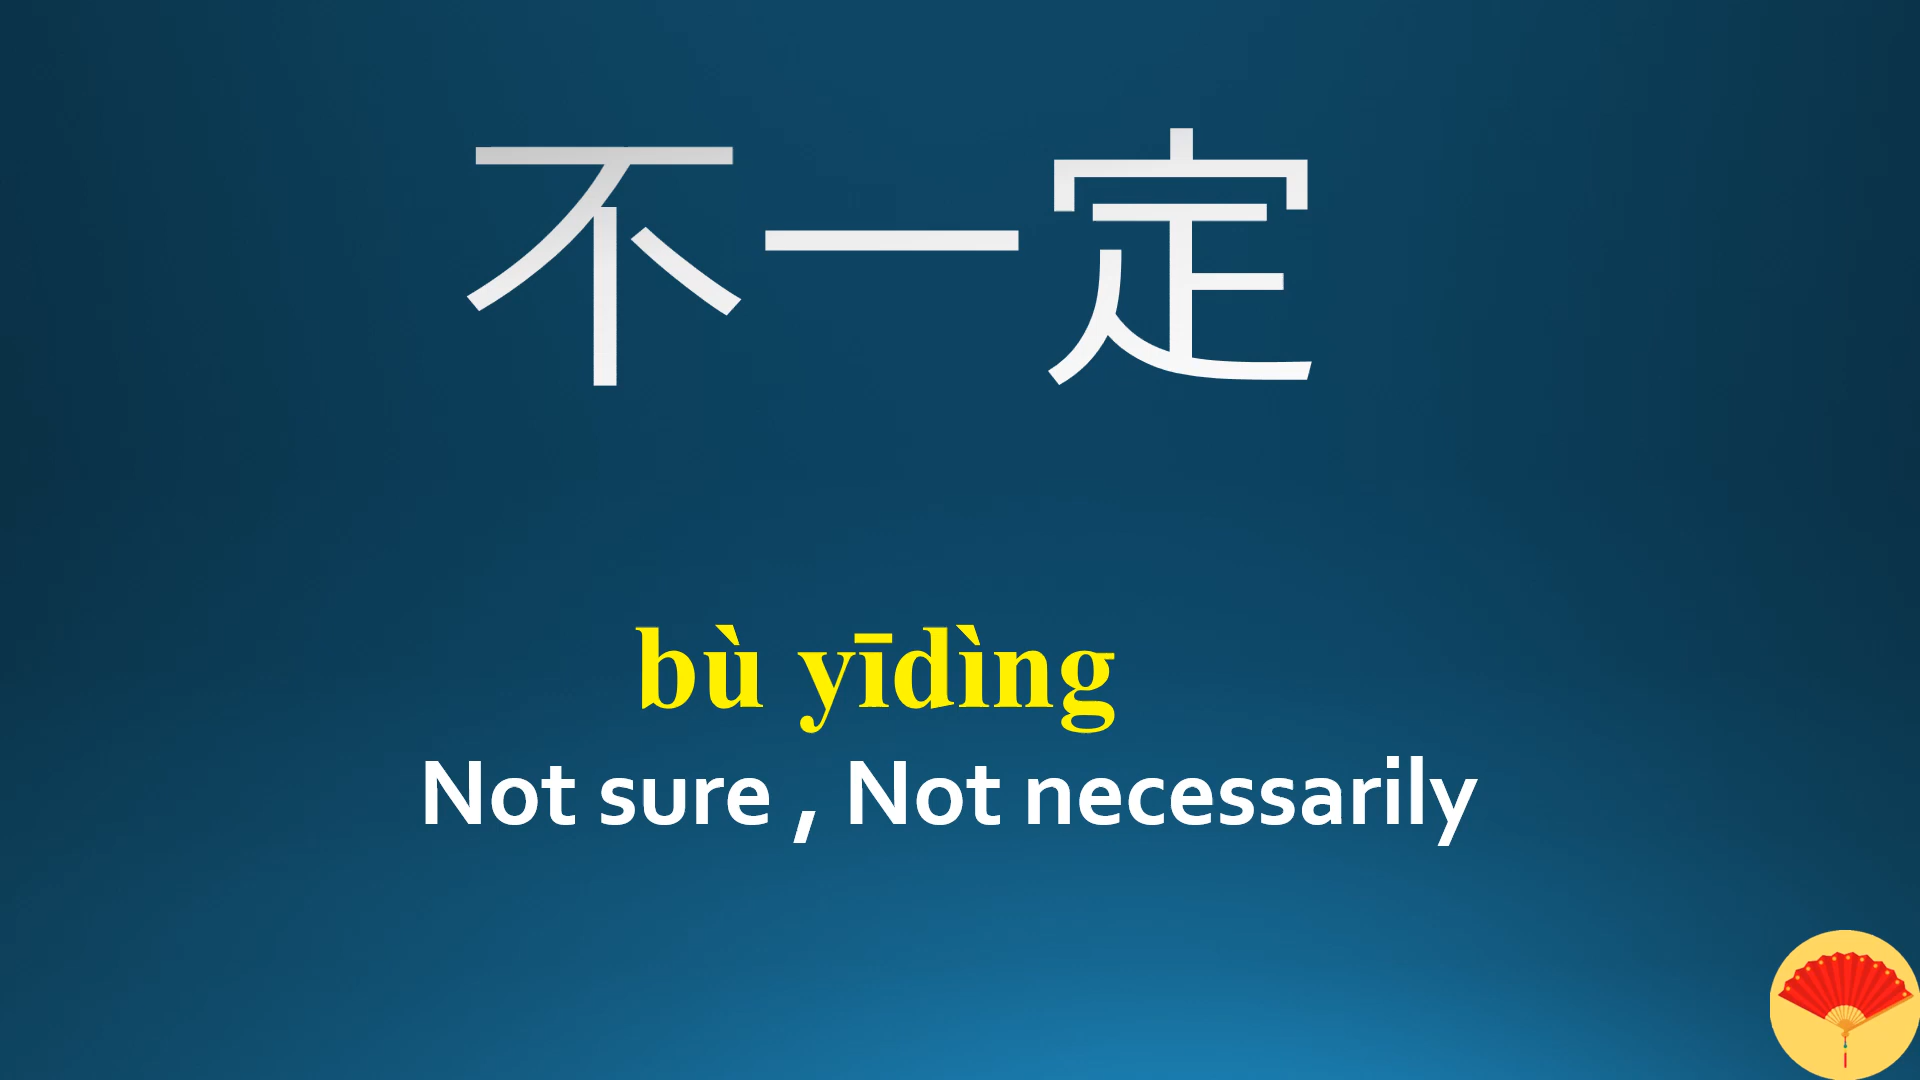 不一定
bù yīdìng
Not sure , Not necessarily